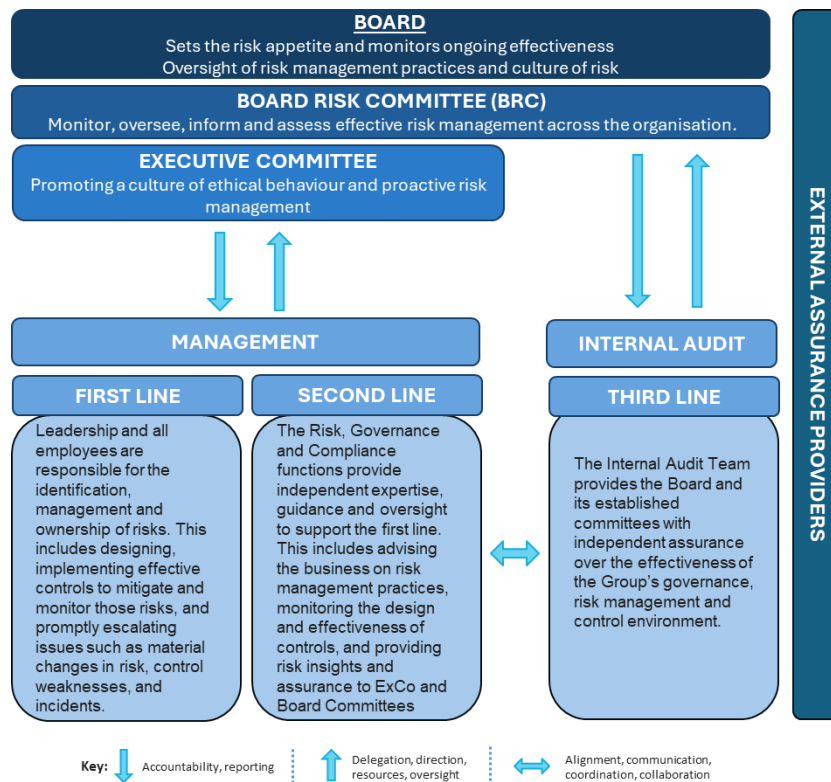 BOARD
Sets the risk appetite and monitors ongoing effectiveness
Oversight of risk management practices and culture of risk
BOARD RISK COMMITTEE (BRC)
Monitor, oversee, inform and assess effective risk management across the organisation.
EXECUTIVE COMMITTEE
Promoting a culture of ethical behaviour and proactive risk
management
MANAGEMENT
FIRST LINE
Leadership and all
employees are
responsible for the
identification,
management and
ownership of risks. This
includes designing,
implementing effective
controls to mitigate and
monitor those risks, and
promptly escalating
issues such as material
changes in risk, control
weaknesses, and
incidents.
SECOND LINE
The Risk, Governance
and Compliance
functions provide
independent expertise,
guidance and oversight
to support the first line.
This includes advising
the business on risk
management practices,
monitoring the design
and effectiveness of
controls, and providing
risk insights and
assurance to ExCo and
Board Committees
INTERNAL AUDIT
THIRD LINE
The Internal Audit Team
provides the Board and
its established
committees with
independent assurance
over the effectiveness of
the Group's governance,
risk management and
control environment.
EXTERNAL ASSURANCE PROVIDERS
Key:
Accountability, reporting
Delegation, direction,
resources, oversight
Alignment, communication,
coordination, collaboration